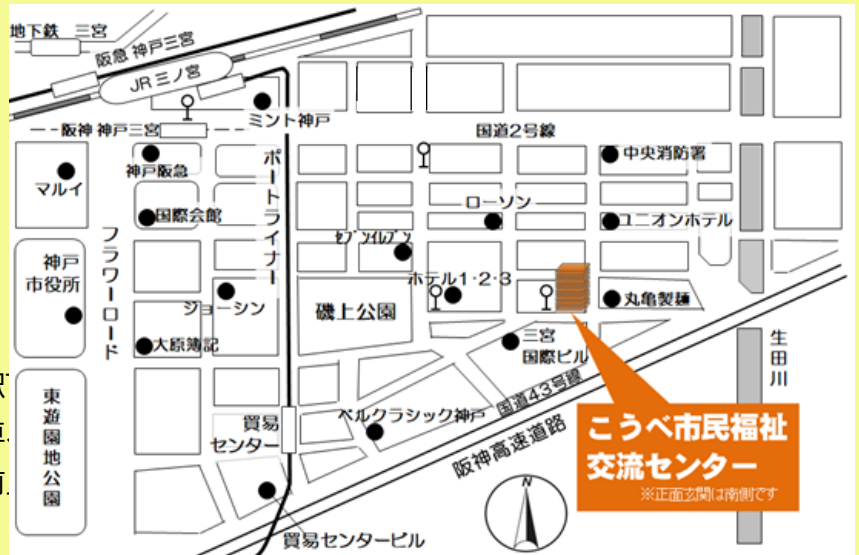 地下鉄 三宮
阪急 神戸三宮
JR 三ノ宮
ミント神戸
阪神 神戸三宮
国道2号線
神戸阪急
マルイ
ポートライナー
中央消防署
国際会館
ローソン
ユニオンホテル
フラワーロード
セブンイレブン
神戸
市役所
ホテル1・2・3
ジョーシン
磯上公園
丸亀製麺
大原簿記
三宮
国際ビル
生田川
国道43号線
東遊園地公園
貿易
センター
ベルクラシック神戸
阪神高速道路
こうべ市民福祉
交流センター
※正面玄関は南側です
N
貿易センタービル